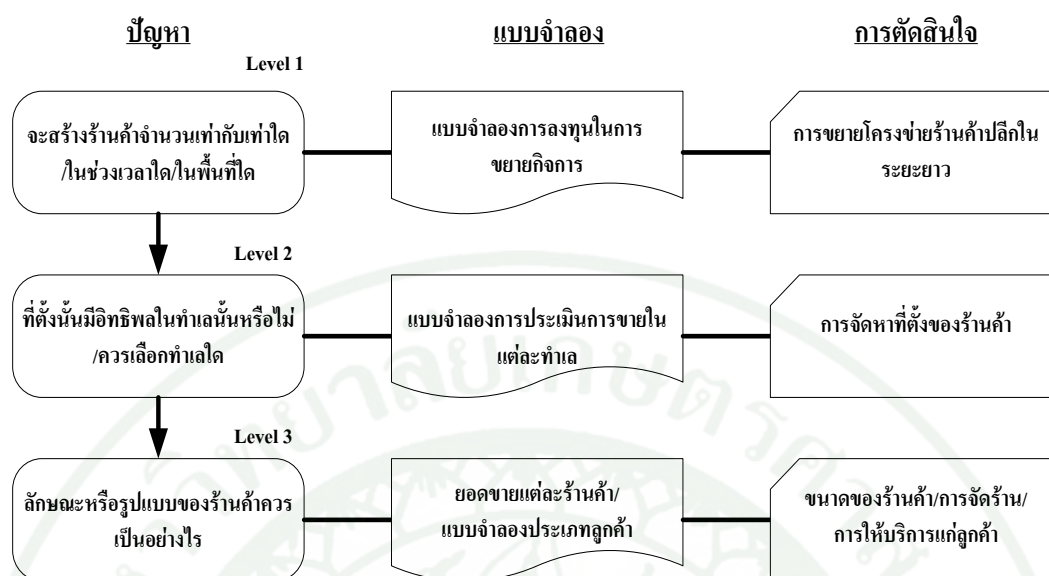 ปัญหา
แบบจำลอง
การตัดสินใจ
Level 1
จะสร้างร้านค้าจำนวนเท่ากับเท่าใด
/ในช่วงเวลาใด/ในพื้นที่ใด
แบบจำลองการลงทุนในการ
ขยายกิจการ
การขยายโครงข่ายร้านค้าปลีกใน
ระยะยาว
Level 2
ที่ตั้งนั้นมีอิทธิพลในทำเลนั้นหรือไม่
/ควรเลือกทำเลใด
แบบจำลองการประเมินการขายใน
แต่ละทำเล
การจัดหาที่ตั้งของร้านค้า
Level 3
ลักษณะหรือรูปแบบของร้านค้าควร
เป็นอย่างไร
ยอดขายแต่ละร้านค้า/
แบบจำลองประเภทลูกค้า
ขนาดของร้านค้า/การจัดร้าน/
การให้บริการแก่ลูกค้า